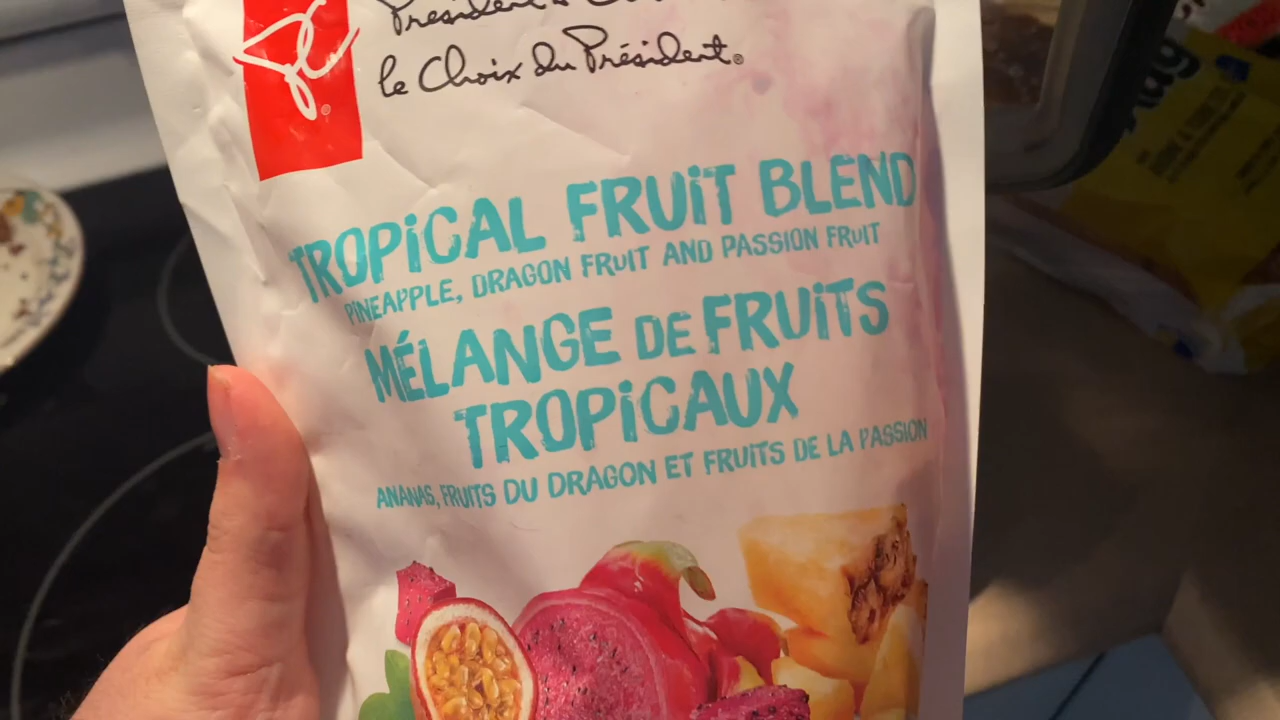 le Choix du Président®
TROPICAL FRUIT BLEND
PINEAPPLE, DRAGON FRUIT AND PASSION FRUIT
MÉLANGE DE FRUITS
TROPICAUX
ANANAS, FRUITS DU DRAGON ET FRUITS DE LA PASSION